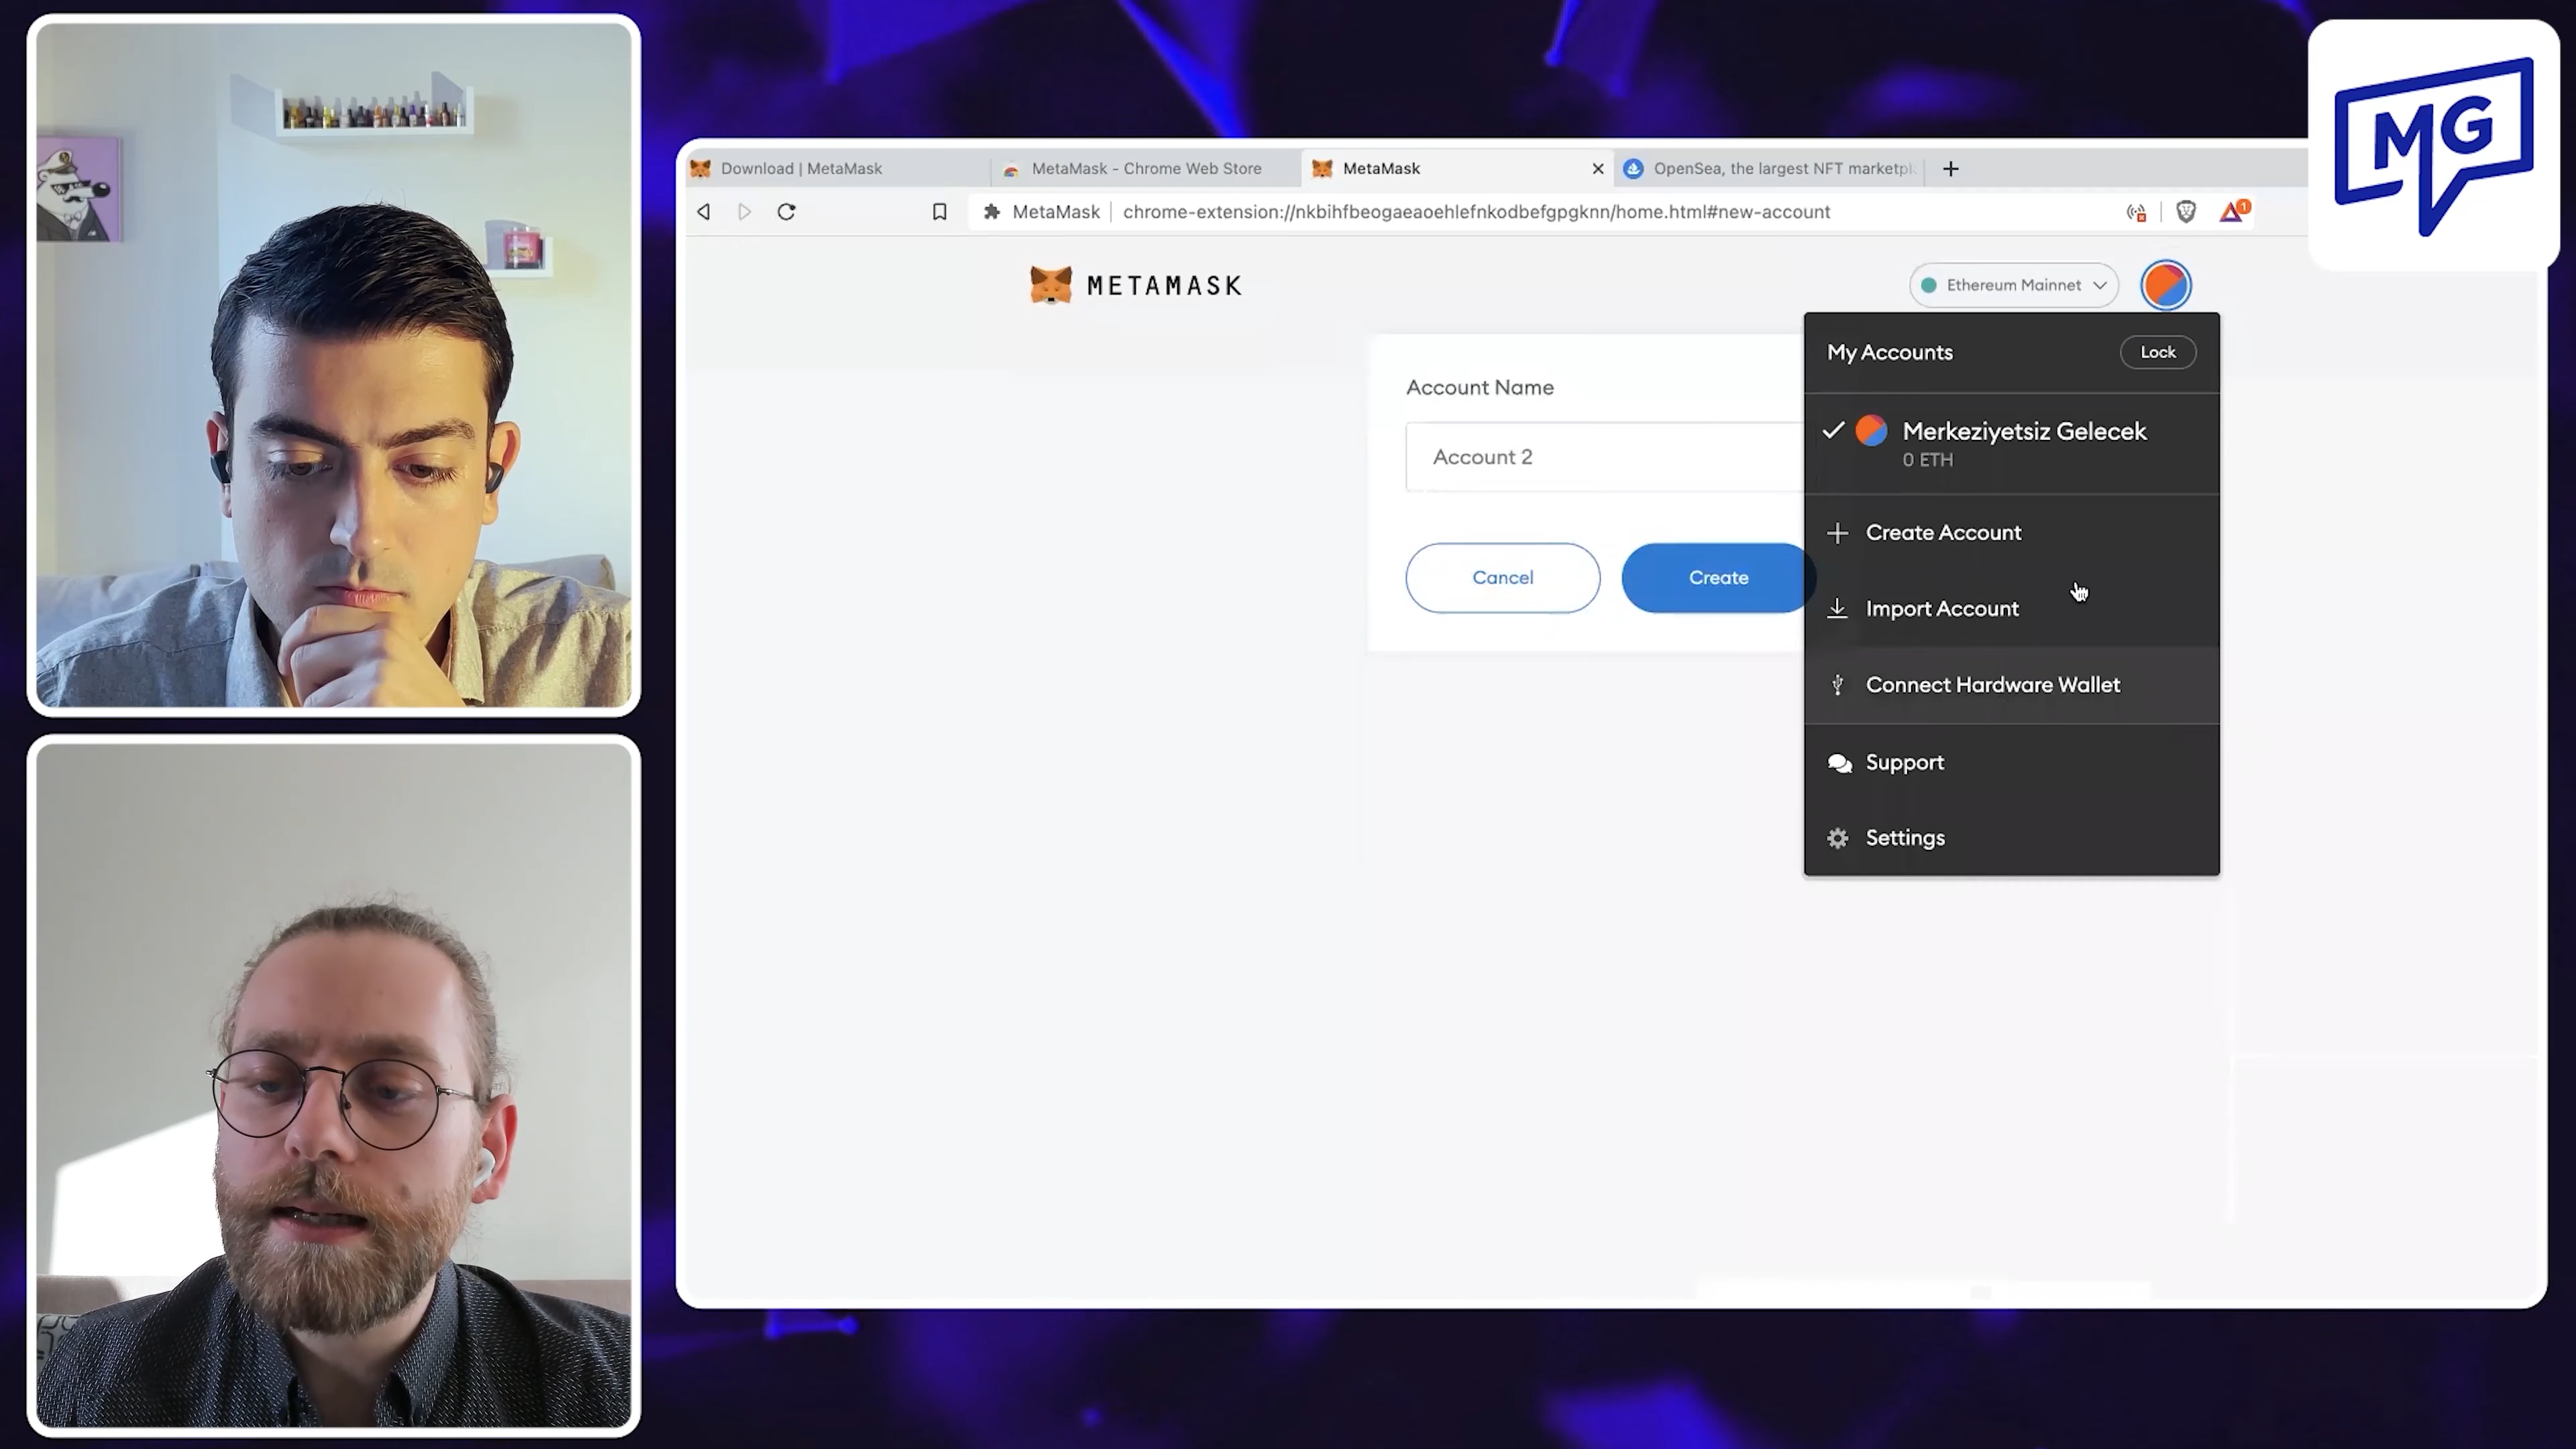 MG
Download | MetaMask
MetaMask - Chrome Web Store
MetaMask
OpenSea, the largest NFT marketpl
MetaMask
chrome-extension://nkbihfbeogaeaoehlefnkodbefgpgknn/home.html#new-account
1
METAMASK
Ethereum Mainnet
My Accounts
Lock
Account Name
Merkeziyetsiz Gelecek
0 ETH
Account 2
Create Account
Cancel
Create
Import Account
Connect Hardware Wallet
Support
Settings